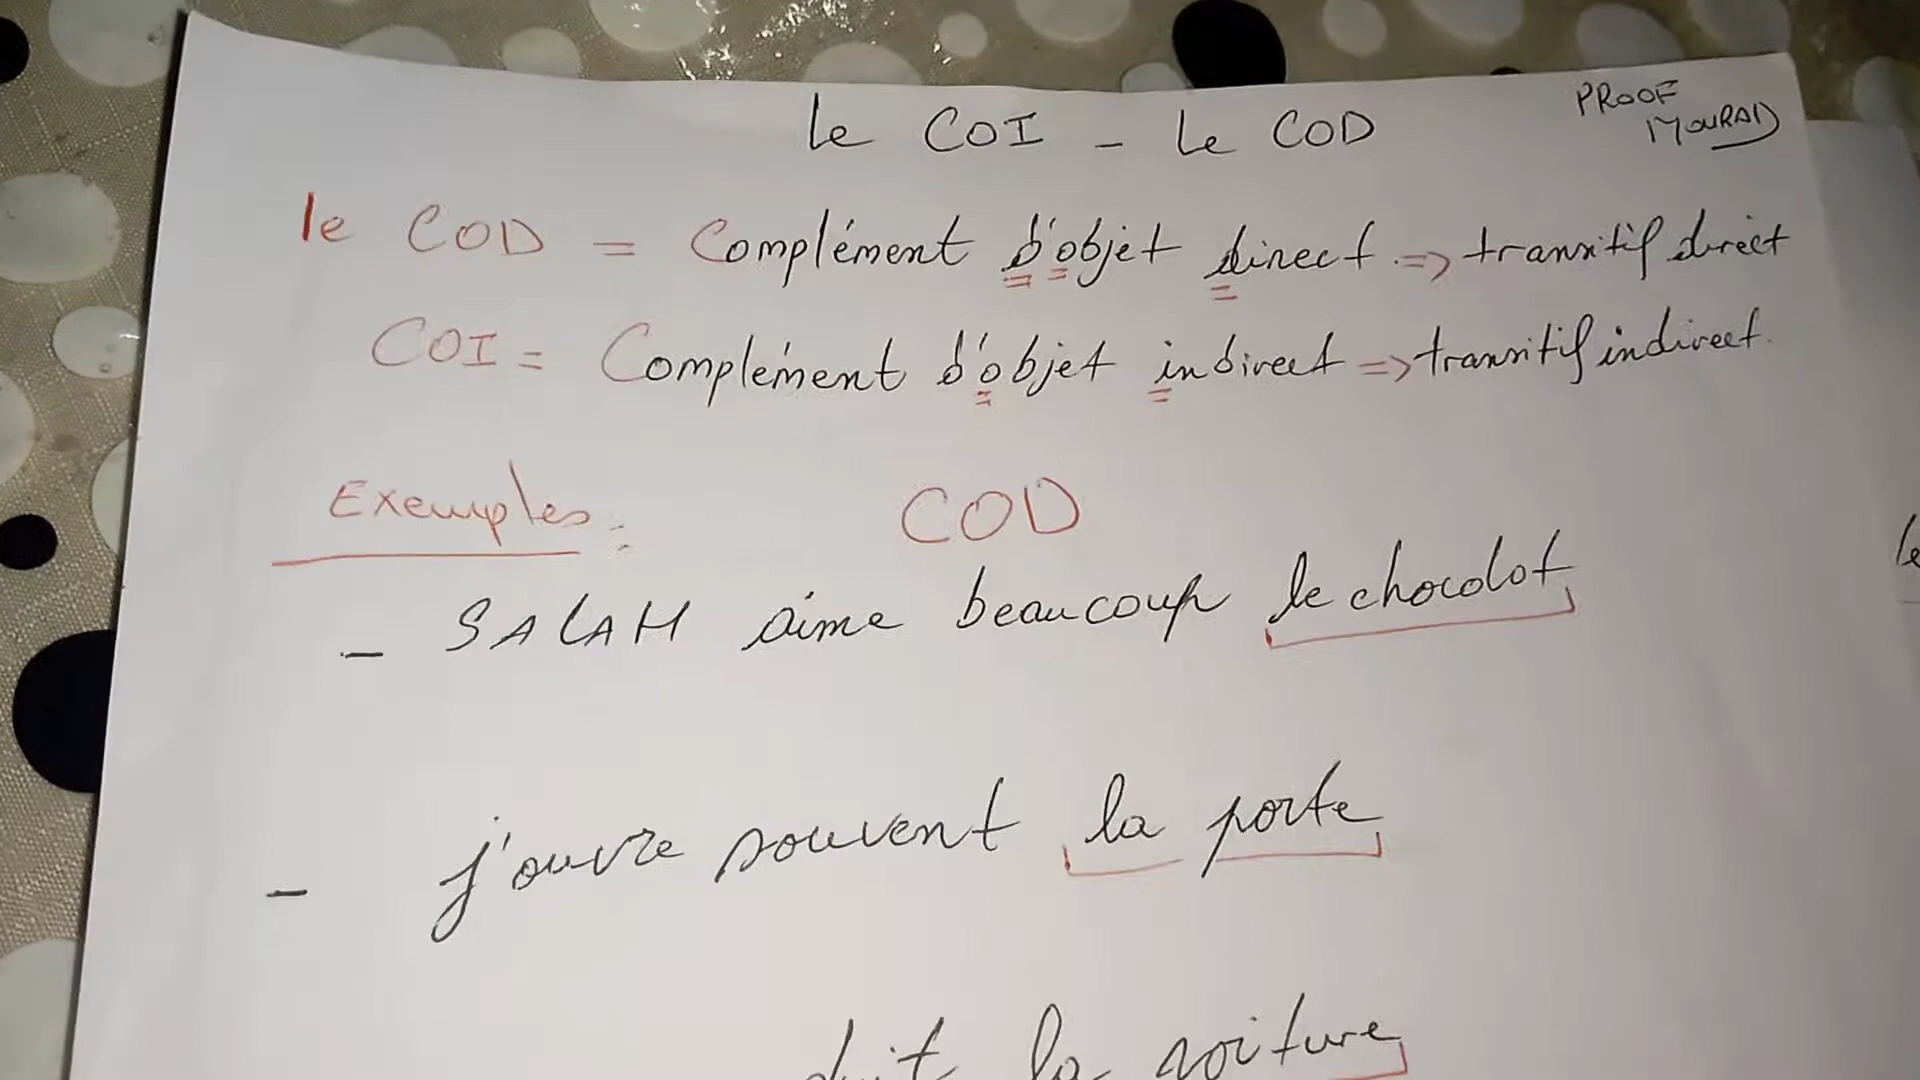 le COI - le COD
PROOF
MOURAD
le COD = Complément d'objet direct => transitif direct
COI = Complément d'objet indirect => transitif indirect.
Exemples:
COD
- SALAH aime beaucoup le chocolat
- j'ouvre souvent la porte
la voiture